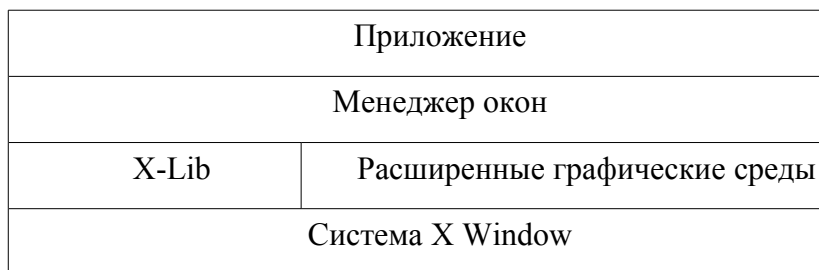 Приложение
Менеджер окон
X-Lib Расширенные графические среды
Система X Window